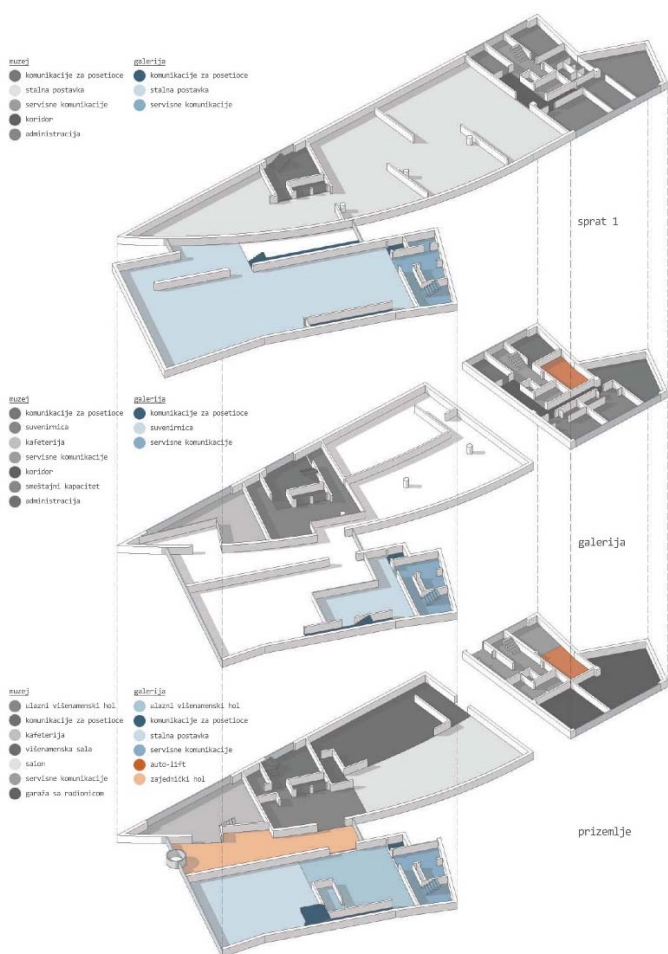 muzej
komunikacije za posetioce
stalna postavka
servisne komunikacije
koridor
administracija
galerija
komunikacije za posetioce
stalna postavka
servisne komunikacije
sprat 1
muzej
komunikacije za posetioce
suvenirnica
kafeterija
servisne komunikacije
koridor
smeštajni kapacitet
administracija
galerija
komunikacije za posetioce
suvenirnica
servisne komunikacije
galerija
muzej
ulazni višenamenski hol
komunikacije za posetioce
kafeterija
višenamenska sala
salon
servisne komunikacije
garaža sa radionicom
galerija
ulazni višenamenski hol
komunikacije za posetioce
stalna postavka
servisne komunikacije
auto-lift
zajednički hol
prizemlje